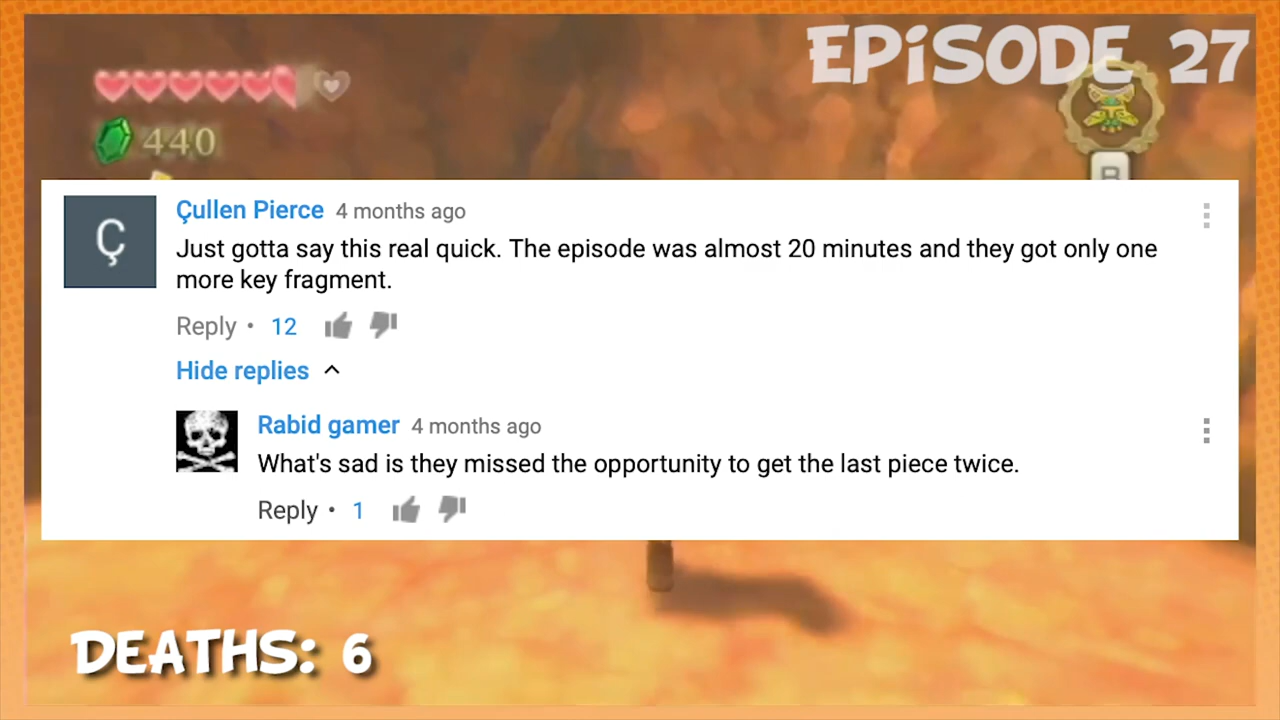 EPiSODE 27
440
B
Ç
Çullen Pierce 4 months ago
Just gotta say this real quick. The episode was almost 20 minutes and they got only one
more key fragment.
Reply • 12
Hide replies
Rabid gamer 4 months ago
What's sad is they missed the opportunity to get the last piece twice.
Reply • 1
DEATHS: 6